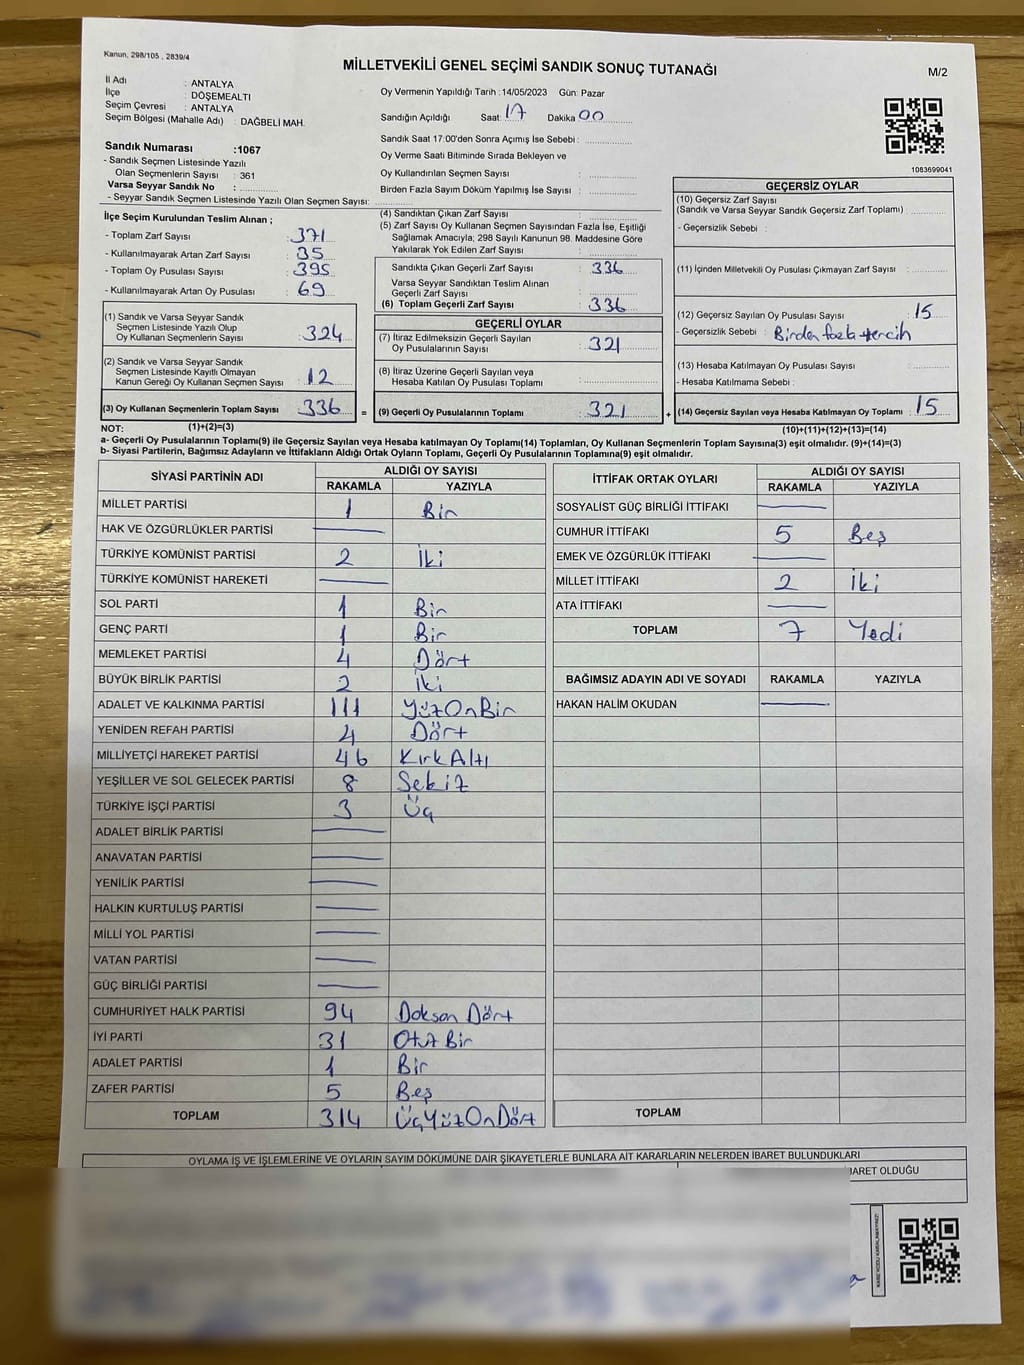 Kanun, 298/105 , 2839/4
MİLLETVEKİLİ GENEL SEÇİMİ SANDIK SONUÇ TUTANAĞI
M/2
İl Adı : ANTALYA
İlçe : DÖŞEMEALTI
Seçim Çevresi : ANTALYA
Seçim Bölgesi (Mahalle Adı) : DAĞBELİ MAH.
Sandık Numarası :1067
- Sandık Seçmen Listesinde Yazılı
Olan Seçmenlerin Sayısı : 361
Varsa Seyyar Sandık No :
- Seyyar Sandık Seçmen Listesinde Yazılı Olan Seçmen Sayısı:
Oy Vermenin Yapıldığı Tarih :14/05/2023 Gün: Pazar
Sandığın Açıldığı Saat: 17 Dakika 00
Sandık Saat 17:00'den Sonra Açımış İse Sebebi :
Oy Verme Saati Bitiminde Sırada Bekleyen ve
Oy Kullandırılan Seçmen Sayısı :
Birden Fazla Sayım Döküm Yapılmış İse Sayısı :
1083699041
İlçe Seçim Kurulundan Teslim Alınan ;
- Toplam Zarf Sayısı : 371
- Kullanılmayarak Artan Zarf Sayısı : 35
- Toplam Oy Pusulası Sayısı : 395
- Kullanılmayarak Artan Oy Pusulası : 69
(1) Sandık ve Varsa Seyyar Sandık
Seçmen Listesinde Yazılı Olup
Oy Kullanan Seçmenlerin Sayısı : 324
(2) Sandık ve Varsa Seyyar Sandık
Seçmen Listesinde Kayıtlı Olmayan
Kanun Gereği Oy Kullanan Seçmen Sayısı : 12
(3) Oy Kullanan Seçmenlerin Toplam Sayısı : 336
(1)+(2)=(3)
(4) Sandıktan Çıkan Zarf Sayısı :
(5) Zarf Sayısı Oy Kullanan Seçmen Sayısından Fazla İse, Eşitliği
Sağlamak Amacıyla; 298 Sayılı Kanunun 98. Maddesine Göre
Yakılarak Yok Edilen Zarf Sayısı :
Sandıkta Çıkan Geçerli Zarf Sayısı : 336
Varsa Seyyar Sandıktan Teslim Alınan
Geçerli Zarf Sayısı :
(6) Toplam Geçerli Zarf Sayısı : 336
GEÇERLİ OYLAR
(7) İtiraz Edilmeksizin Geçerli Sayılan
Oy Pusulalarının Sayısı : 321
(8) İtiraz Üzerine Geçerli Sayılan veya
Hesaba Katılan Oy Pusulası Toplamı :
= (9) Geçerli Oy Pusulalarının Toplamı : 321
GEÇERSİZ OYLAR
(10) Geçersiz Zarf Sayısı
(Sandık ve Varsa Seyyar Sandık Geçersiz Zarf Toplamı) :
- Geçersizlik Sebebi :
(11) İçinden Milletvekili Oy Pusulası Çıkmayan Zarf Sayısı :
(12) Geçersiz Sayılan Oy Pusulası Sayısı : 15
- Geçersizlik Sebebi : Birden fazla tercih
(13) Hesaba Katılmayan Oy Pusulası Sayısı :
- Hesaba Katılmama Sebebi :
+ (14) Geçersiz Sayılan veya Hesaba Katılmayan Oy Toplamı : 15
(10)+(11)+(12)+(13)=(14)
NOT:
a- Geçerli Oy Pusulalarının Toplamı(9) ile Geçersiz Sayılan veya Hesaba katılmayan Oy Toplamı(14) Toplamları, Oy Kullanan Seçmenlerin Toplam Sayısına(3) eşit olmalıdır. (9)+(14)=(3)
b- Siyasi Partilerin, Bağımsız Adayların ve İttifakların Aldığı Ortak Oyların Toplamı, Geçerli Oy Pusulalarının Toplamına(9) eşit olmalıdır.
SİYASİ PARTİNİN ADI ALDIĞI OY SAYISI
RAKAMLA YAZIYLA
MİLLET PARTİSİ 1 Bir
HAK VE ÖZGÜRLÜKLER PARTİSİ
TÜRKİYE KOMÜNİST PARTİSİ 2 İki
TÜRKİYE KOMÜNİST HAREKETİ
SOL PARTİ 1 Bir
GENÇ PARTİ 1 Bir
MEMLEKET PARTİSİ 4 Dört
BÜYÜK BİRLİK PARTİSİ 2 iki
ADALET VE KALKINMA PARTİSİ 111 YüzOnBir
YENİDEN REFAH PARTİSİ 4 Dört
MİLLİYETÇİ HAREKET PARTİSİ 46 KırkAltı
YEŞİLLER VE SOL GELECEK PARTİSİ 8 Sekiz
TÜRKİYE İŞÇİ PARTİSİ 3 Üç
ADALET BİRLİK PARTİSİ
ANAVATAN PARTİSİ
YENİLİK PARTİSİ
HALKIN KURTULUŞ PARTİSİ
MİLLİ YOL PARTİSİ
VATAN PARTİSİ
GÜÇ BİRLİĞİ PARTİSİ
CUMHURİYET HALK PARTİSİ 94 Doksan Dört
İYİ PARTİ 31 Otuz Bir
ADALET PARTİSİ 1 Bir
ZAFER PARTİSİ 5 Beş
TOPLAM 314 ÜçYüzOnDört
İTTİFAK ORTAK OYLARI ALDIĞI OY SAYISI
RAKAMLA YAZIYLA
SOSYALİST GÜÇ BİRLİĞİ İTTİFAKI
CUMHUR İTTİFAKI 5 Beş
EMEK VE ÖZGÜRLÜK İTTİFAKI
MİLLET İTTİFAKI 2 İki
ATA İTTİFAKI
TOPLAM 7 Yedi
BAĞIMSIZ ADAYIN ADI VE SOYADI RAKAMLA YAZIYLA
HAKAN HALİM OKUDAN
TOPLAM
OYLAMA İŞ VE İŞLEMLERİNE VE OYLARIN SAYIM DÖKÜMÜNE DAİR ŞİKAYETLERLE BUNLARA AİT KARARLARIN NELERDEN İBARET BULUNDUKLARI
BARET OLDUĞU
KAREKODU KARALAMAYINIZ!